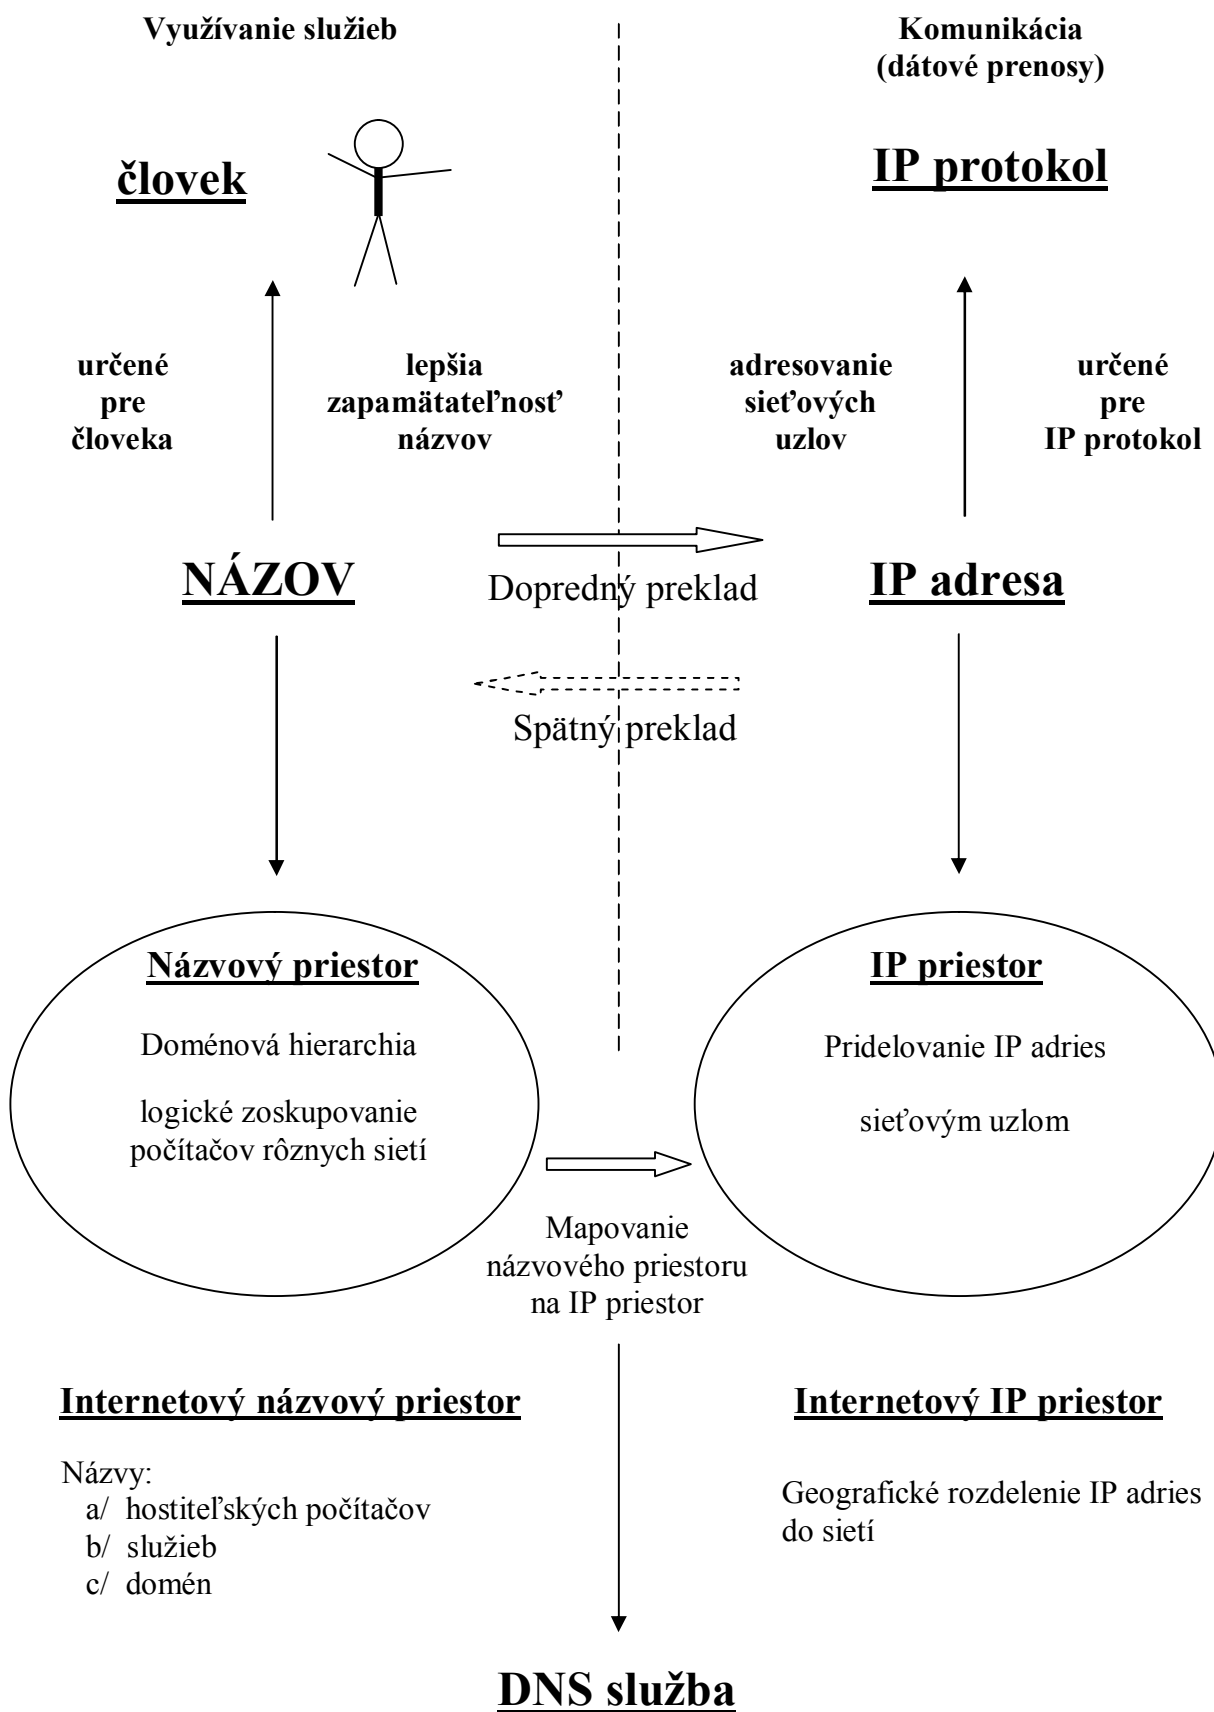 Využívanie služieb
Komunikácia
(dátové prenosy)
človek
IP protokol
určené
pre
človeka
lepšia
zapamätateľnosť
názvov
adresovanie
sieťových
uzlov
určené
pre
IP protokol
NÁZOV
Dopredný preklad
IP adresa
Spätný preklad
Názvový priestor
Doménová hierarchia
logické zoskupovanie
počítačov rôznych sietí
IP priestor
Pridelovanie IP adries
sieťovým uzlom
Mapovanie
názvového priestoru
na IP priestor
Internetový názvový priestor
Názvy:
a/ hostiteľských počítačov
b/ služieb
c/ domén
Internetový IP priestor
Geografické rozdelenie IP adries
do sietí
DNS služba